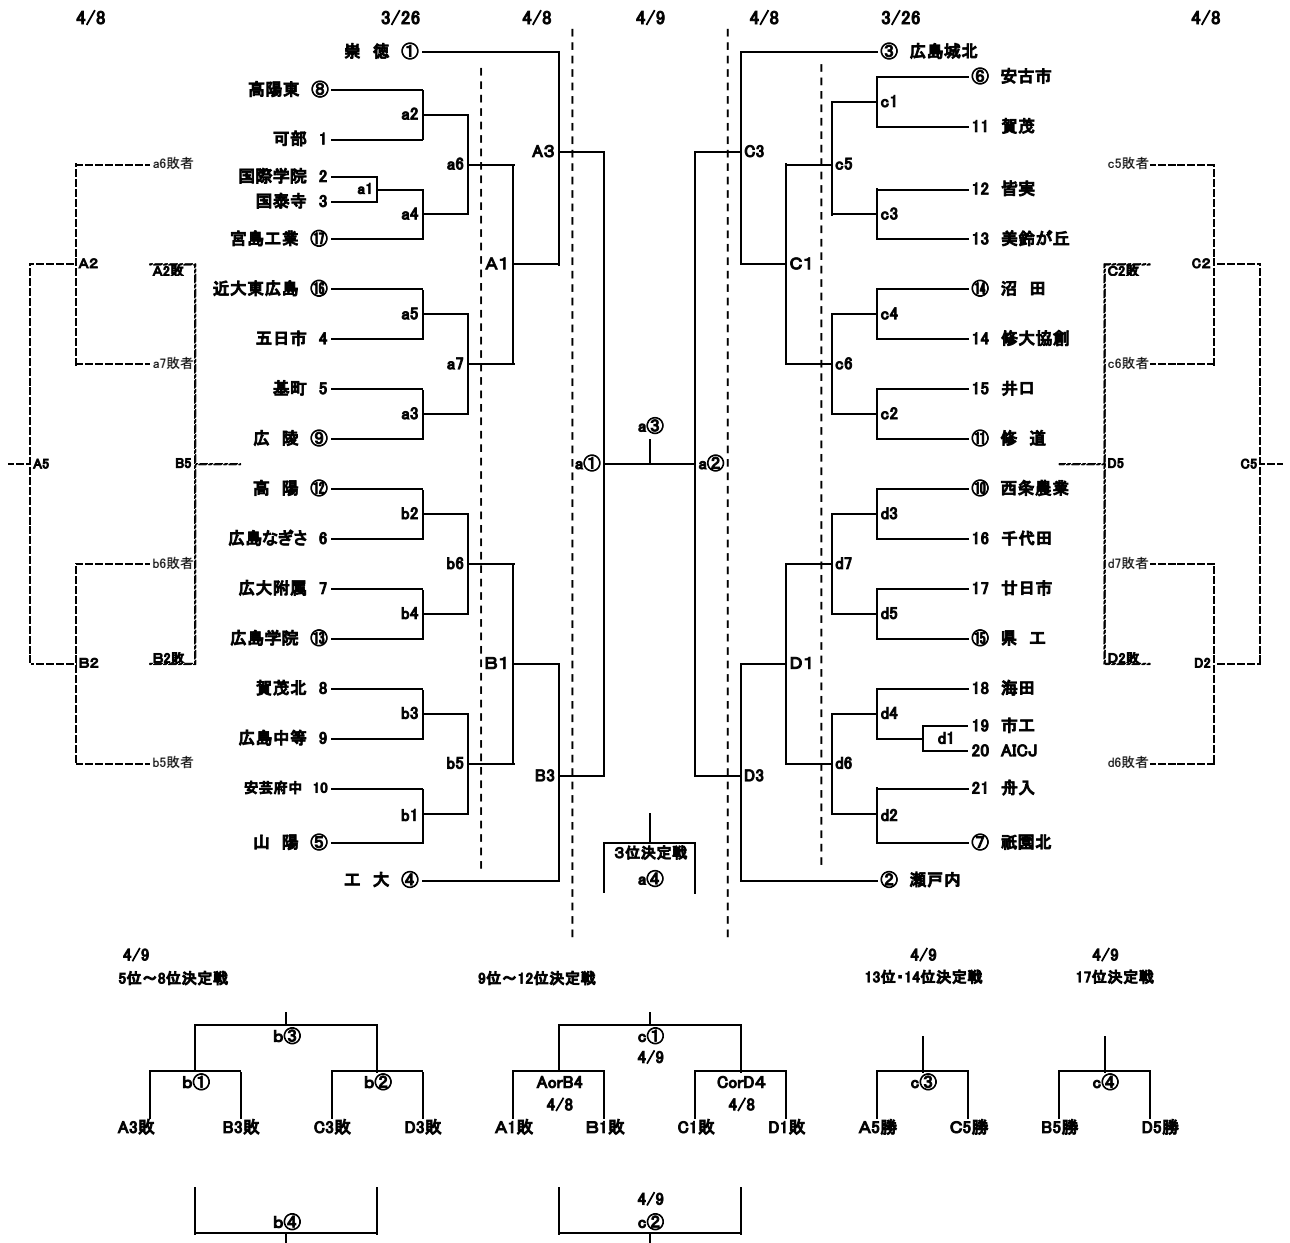 4/8 3/26 4/8 4/9 4/8 3/26 4/8
崇 徳 ① ③ 広島城北
高陽東 ⑧ ⑥ 安古市
a2 c1
可部 1 11 賀茂
A3 C3
a6敗者 a6 c5 c5敗者
国際学院 2
a1 12 皆実
国泰寺 3
a4 c3
宮島工業 ⑰ 13 美鈴が丘
A2 A2敗 A1 C1 C2敗 C2
近大東広島 ⑯ ⑭ 沼 田
a5 c4
五日市 4 14 修大協創
a7敗者 a7 c6 c6敗者
基町 5 15 井口
a3 c2
a③
広 陵 ⑨ ⑪ 修 道
A5 B5 a① a② D5 C5
高 陽 ⑫ ⑩ 西条農業
b2 d3
広島なぎさ 6 16 千代田
b6敗者 b6 d7 d7敗者
広大附属 7 17 廿日市
b4 d5
広島学院 ⑬ ⑮ 県 工
B2 B2敗 B1 D1 D2敗 D2
賀茂北 8 18 海田
b3 d4
19 市工
広島中等 9 d1
20 AICJ
b5敗者 b5 d6 d6敗者
B3 D3
安芸府中 10 21 舟入
b1 d2
山 陽 ⑤ ⑦ 祇園北
3位決定戦
工 大 ④ a④ ② 瀬戸内
4/9 4/9 4/9
5位～8位決定戦 9位～12位決定戦 13位・14位決定戦 17位決定戦
b③ c①
4/9
b① b② AorB4 CorD4 c③ c④
4/8 4/8
A3敗 B3敗 C3敗 D3敗 A1敗 B1敗 C1敗 D1敗 A5勝 C5勝 B5勝 D5勝
4/9
b④ c②